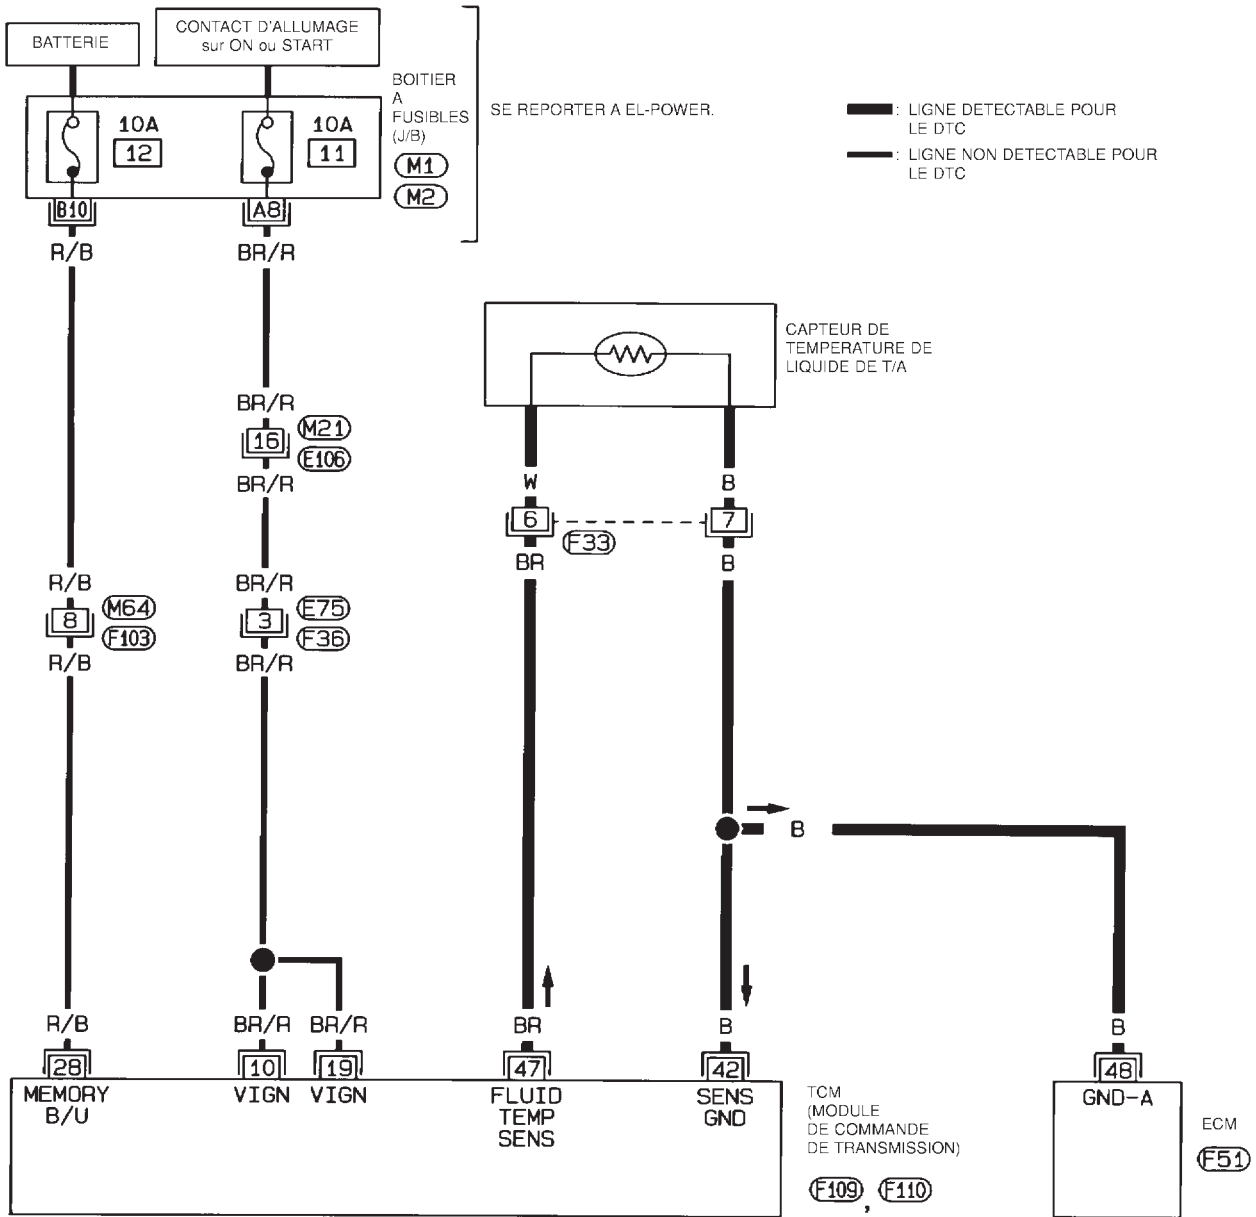 BATTERIE
CONTACT D'ALLUMAGE
sur ON ou START
BOITIER
A
FUSIBLES
(J/B)
M1
M2
10A
12
10A
11
SE REPORTER A EL-POWER.
: LIGNE DETECTABLE POUR
LE DTC
: LIGNE NON DETECTABLE POUR
LE DTC
B10
A8
R/B
BR/R
CAPTEUR DE
TEMPERATURE DE
LIQUIDE DE T/A
BR/R
16
M21
E106
BR/R
W
B
6
7
F33
BR
B
R/B
BR/R
8
M64
F103
3
E75
F36
R/B
BR/R
B
R/B
BR/R
BR/R
BR
B
B
28
10
19
47
42
48
MEMORY
B/U
VIGN
VIGN
FLUID
TEMP
SENS
SENS
GND
TCM
(MODULE
DE COMMANDE
DE TRANSMISSION)
F109 , F110
GND-A
ECM
F51